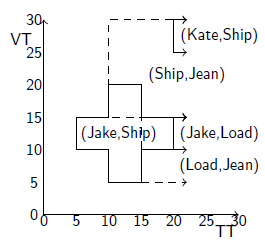 VT
30
25
20
15
10
5
0
(Kate,Ship)
(Ship,Jean)
(Jake,Ship)
(Jake,Load)
(Load,Jean)
0 5 10 15 20 25 30
TT